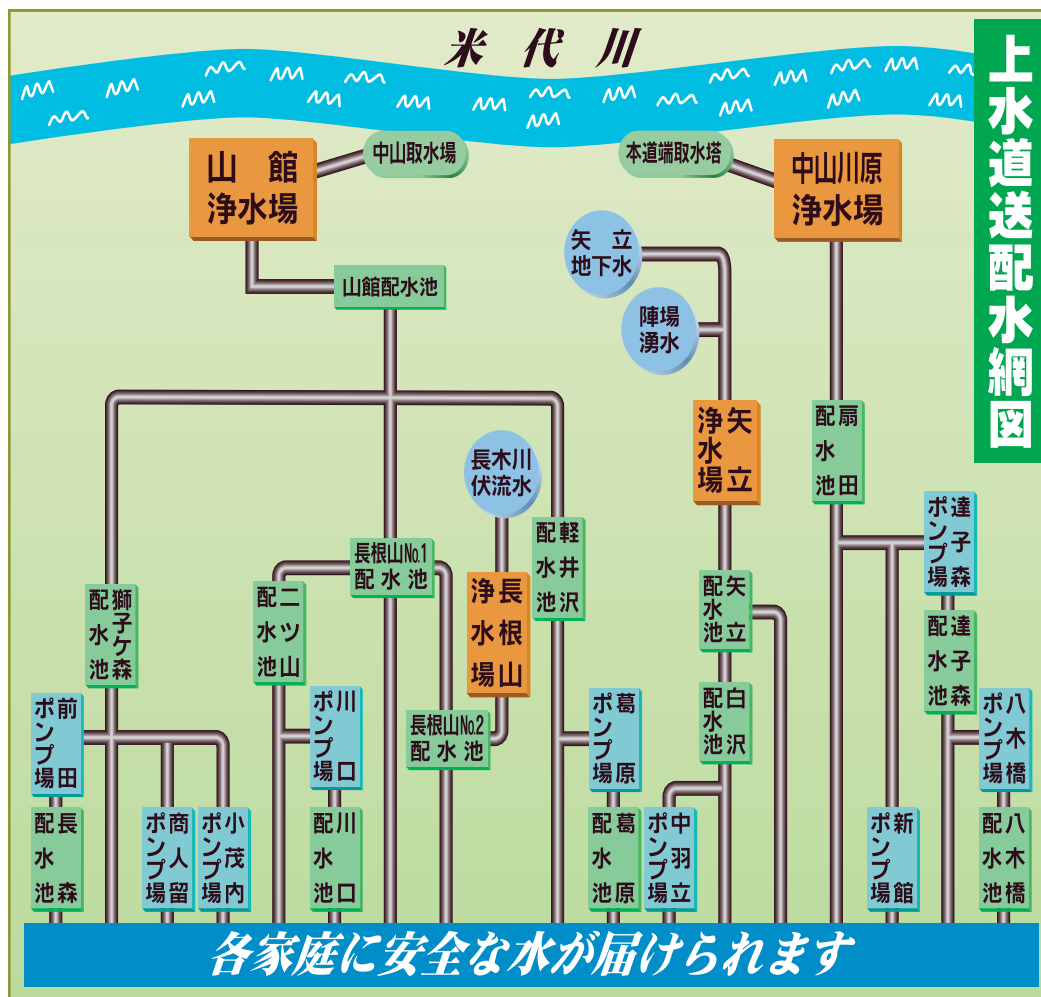 米代川
上水道送配水網図
山館
浄水場
中山取水場
本道端取水塔
中山川原
浄水場
矢立
地下水
山館配水池
陣場
湧水
矢立
浄水場
扇田
配水池
長木川
伏流水
達子森
ポンプ場
軽井沢
配水池
長根山No.1
配水池
長根山
浄水場
矢立
配水池
獅子ケ森
配水池
二ツ山
配水池
達子森
配水池
白沢
配水池
川口
ポンプ場
葛原
ポンプ場
八木橋
ポンプ場
前田
ポンプ場
長根山No.2
配水池
長森
配水池
商人留
ポンプ場
小茂内
ポンプ場
川口
配水池
葛原
配水池
中羽立
ポンプ場
新館
ポンプ場
八木橋
配水池
各家庭に安全な水が届けられます